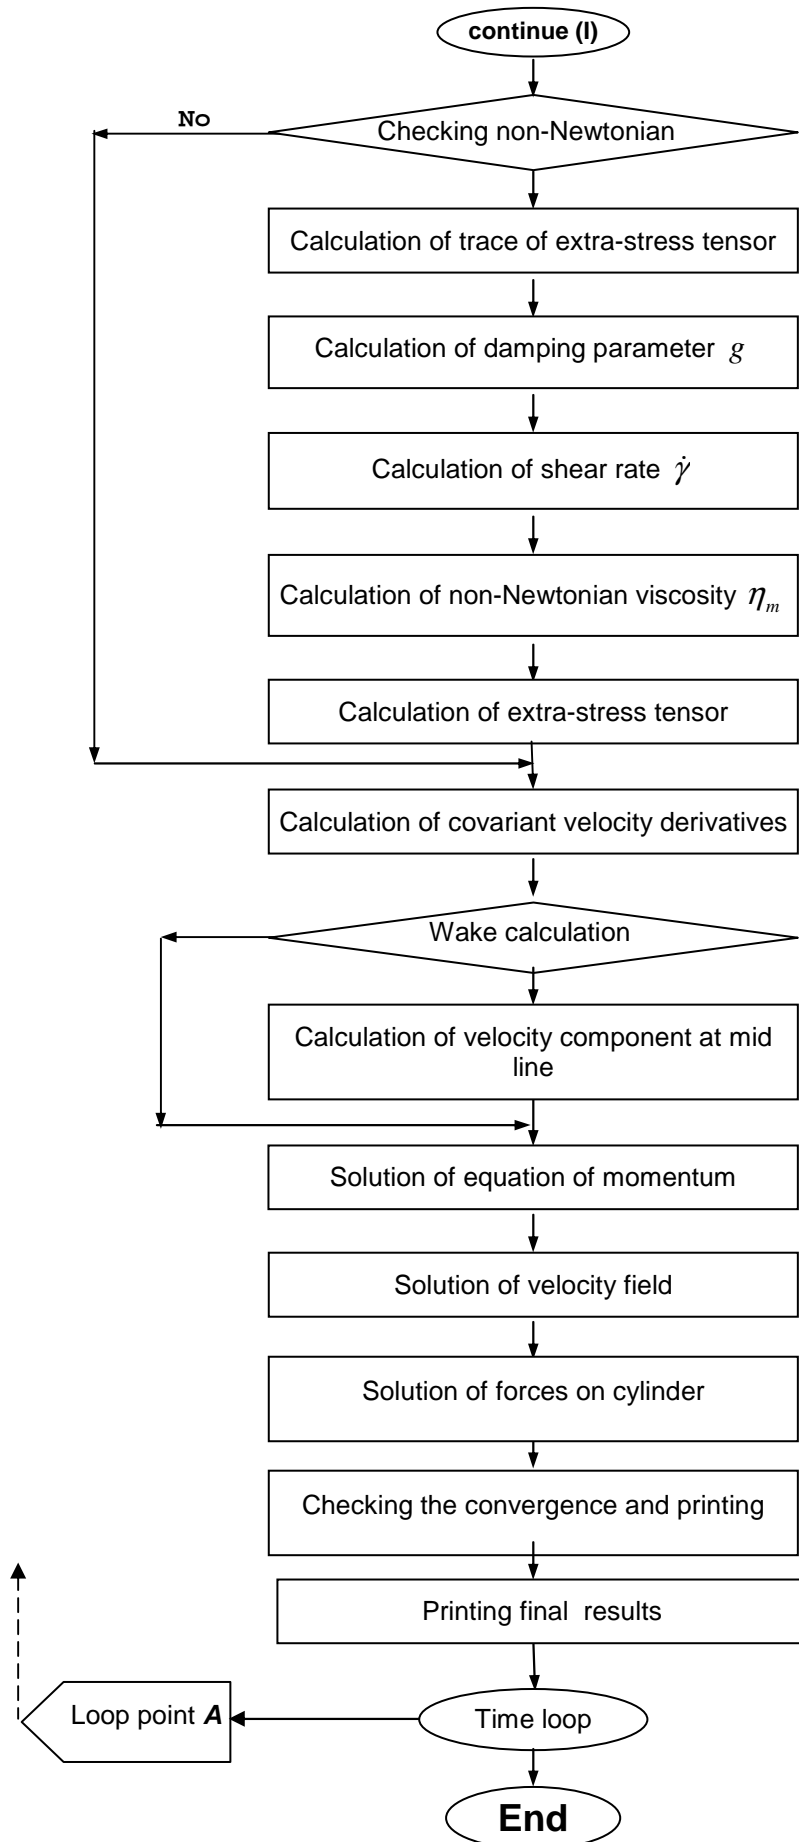 continue (I)
No
Checking non-Newtonian
Calculation of trace of extra-stress tensor
Calculation of damping parameter g
Calculation of shear rate γ̇
Calculation of non-Newtonian viscosity ηₘ
Calculation of extra-stress tensor
Calculation of covariant velocity derivatives
Wake calculation
Calculation of velocity component at mid
line
Solution of equation of momentum
Solution of velocity field
Solution of forces on cylinder
Checking the convergence and printing
Printing final results
Loop point A
Time loop
End